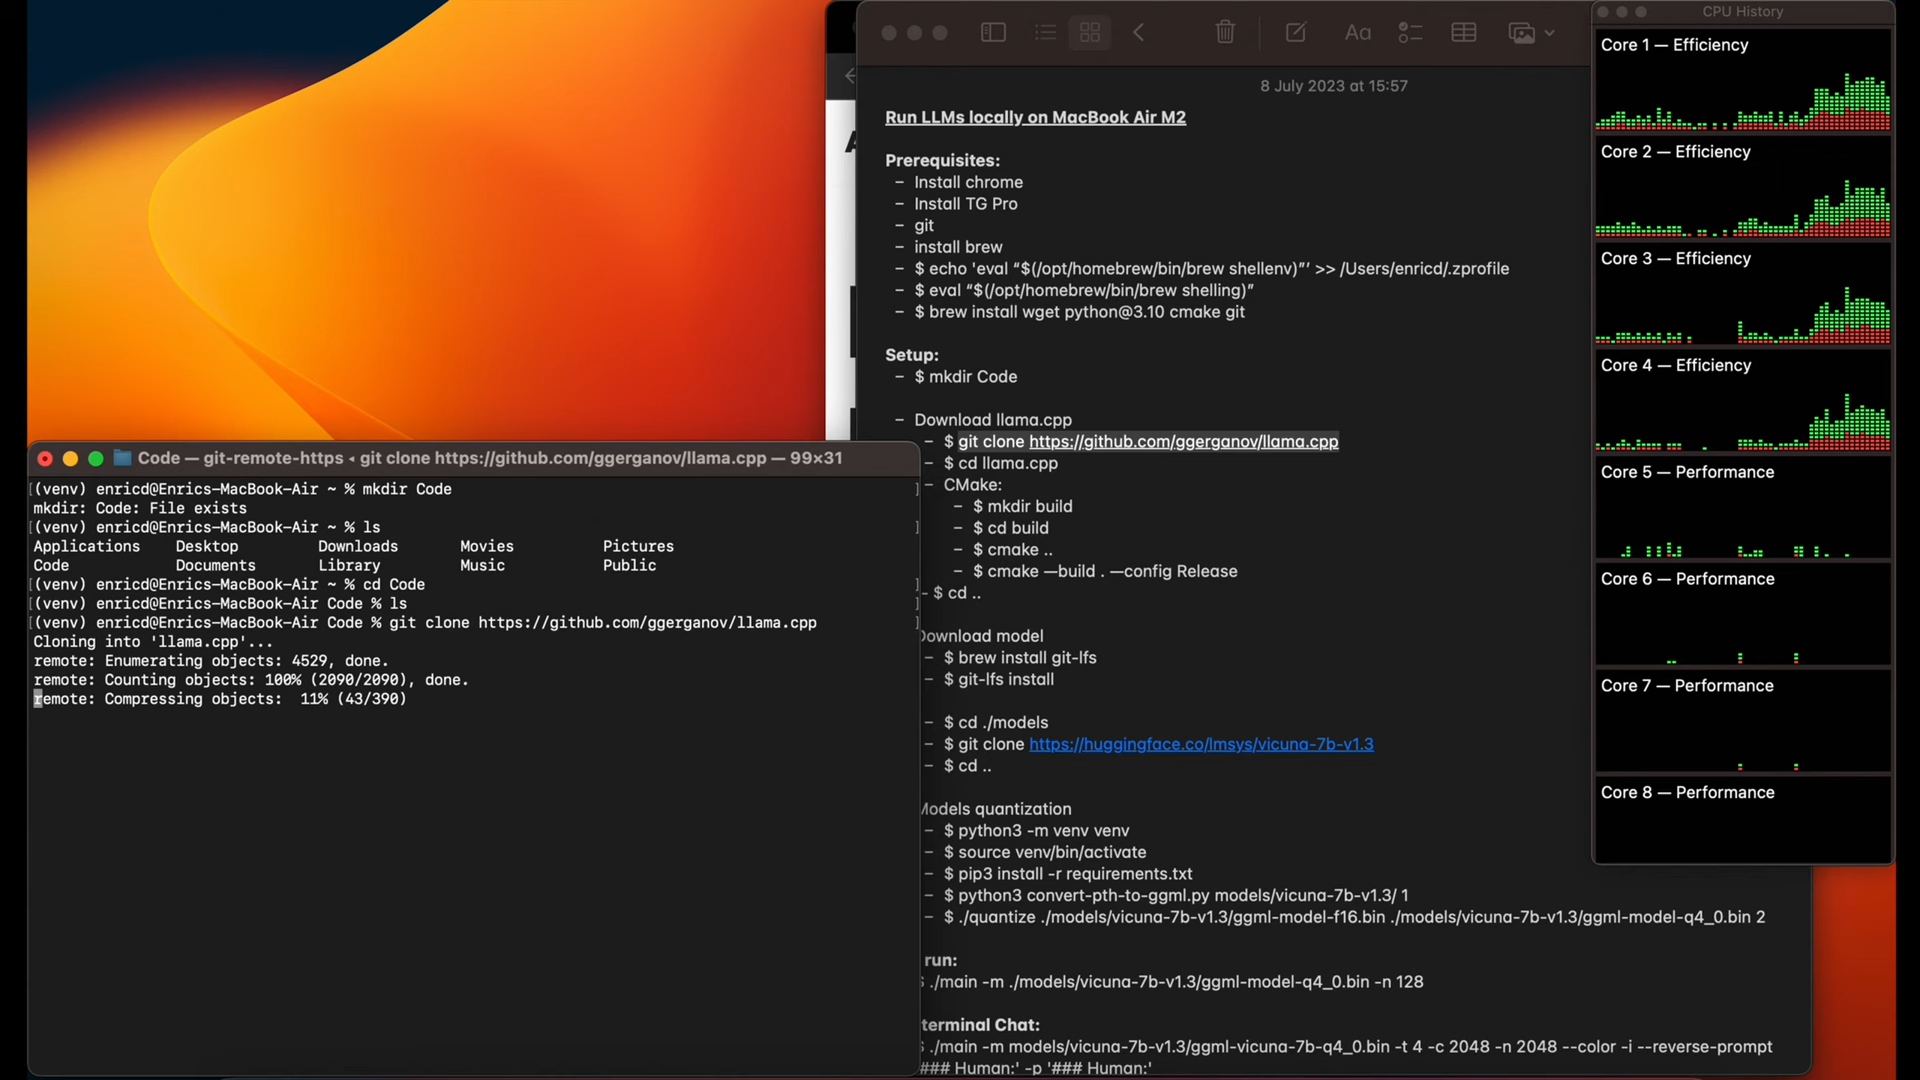 Code — git-remote-https ◂ git clone https://github.com/ggerganov/llama.cpp — 99×31
[(venv) enricd@Enrics-MacBook-Air ~ % mkdir Code ]
mkdir: Code: File exists
[(venv) enricd@Enrics-MacBook-Air ~ % ls ]
Applications Desktop Downloads Movies Pictures
Code Documents Library Music Public
[(venv) enricd@Enrics-MacBook-Air ~ % cd Code ]
[(venv) enricd@Enrics-MacBook-Air Code % ls ]
[(venv) enricd@Enrics-MacBook-Air Code % git clone https://github.com/ggerganov/llama.cpp ]
Cloning into 'llama.cpp'...
remote: Enumerating objects: 4529, done.
remote: Counting objects: 100% (2090/2090), done.
remote: Compressing objects: 11% (43/390)
Aa
8 July 2023 at 15:57
Run LLMs locally on MacBook Air M2
Prerequisites:
– Install chrome
– Install TG Pro
– git
– install brew
– $ echo 'eval “$(/opt/homebrew/bin/brew shellenv)”’ >> /Users/enricd/.zprofile
– $ eval “$(/opt/homebrew/bin/brew shelling)”
– $ brew install wget python@3.10 cmake git
Setup:
– $ mkdir Code
– Download llama.cpp
– $ git clone https://github.com/ggerganov/llama.cpp
– $ cd llama.cpp
– CMake:
– $ mkdir build
– $ cd build
– $ cmake ..
– $ cmake —build . —config Release
- $ cd ..
Download model
– $ brew install git-lfs
– $ git-lfs install
– $ cd ./models
– $ git clone https://huggingface.co/lmsys/vicuna-7b-v1.3
– $ cd ..
Models quantization
– $ python3 -m venv venv
– $ source venv/bin/activate
– $ pip3 install -r requirements.txt
– $ python3 convert-pth-to-ggml.py models/vicuna-7b-v1.3/ 1
– $ ./quantize ./models/vicuna-7b-v1.3/ggml-model-f16.bin ./models/vicuna-7b-v1.3/ggml-model-q4_0.bin 2
run:
$ ./main -m ./models/vicuna-7b-v1.3/ggml-model-q4_0.bin -n 128
terminal Chat:
$ ./main -m models/vicuna-7b-v1.3/ggml-vicuna-7b-q4_0.bin -t 4 -c 2048 -n 2048 --color -i --reverse-prompt
### Human:' -p '### Human:'
CPU History
Core 1 — Efficiency
Core 2 — Efficiency
Core 3 — Efficiency
Core 4 — Efficiency
Core 5 — Performance
Core 6 — Performance
Core 7 — Performance
Core 8 — Performance